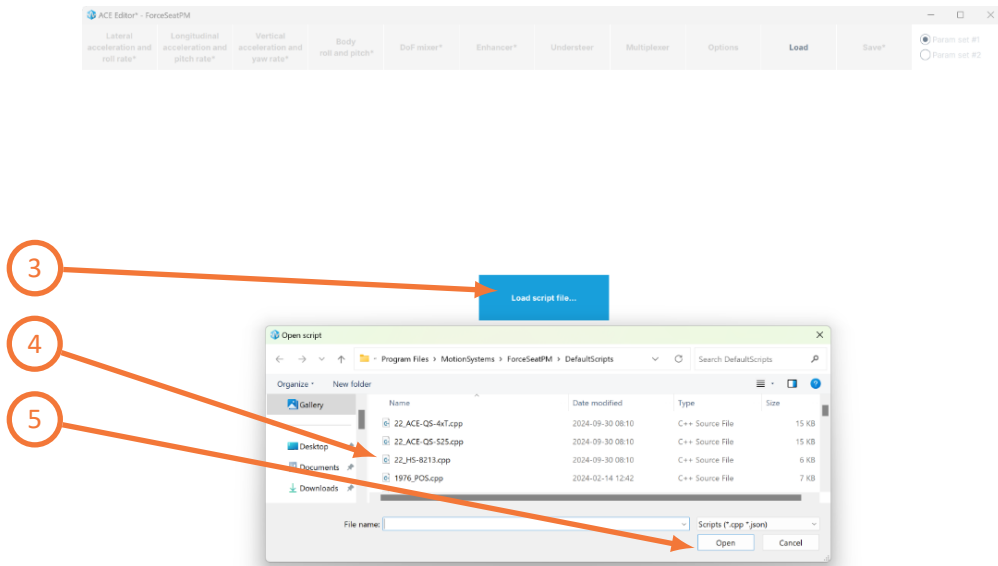 ACE Editor* - ForceSeatPM
Lateral acceleration and roll rate*
Longitudinal acceleration and pitch rate*
Vertical acceleration and yaw rate*
Body roll and pitch*
DoF mixer*
Enhancer*
Understeer
Multiplexer
Options
Load
Save*
Param set #1
Param set #2
3
Load script file...
4
5
Open script
Program Files > MotionSystems > ForceSeatPM > DefaultScripts
Search DefaultScripts
Organize
New folder
Gallery
Desktop
Documents
Downloads
Name Date modified Type Size
22_ACE-QS-4xT.cpp 2024-09-30 08:10 C++ Source File 15 KB
22_ACE-QS-S25.cpp 2024-09-30 08:10 C++ Source File 15 KB
22_HS-8213.cpp 2024-09-30 08:10 C++ Source File 6 KB
1976_POS.cpp 2024-02-14 12:42 C++ Source File 7 KB
File name:
Scripts (*.cpp *.json)
Open
Cancel